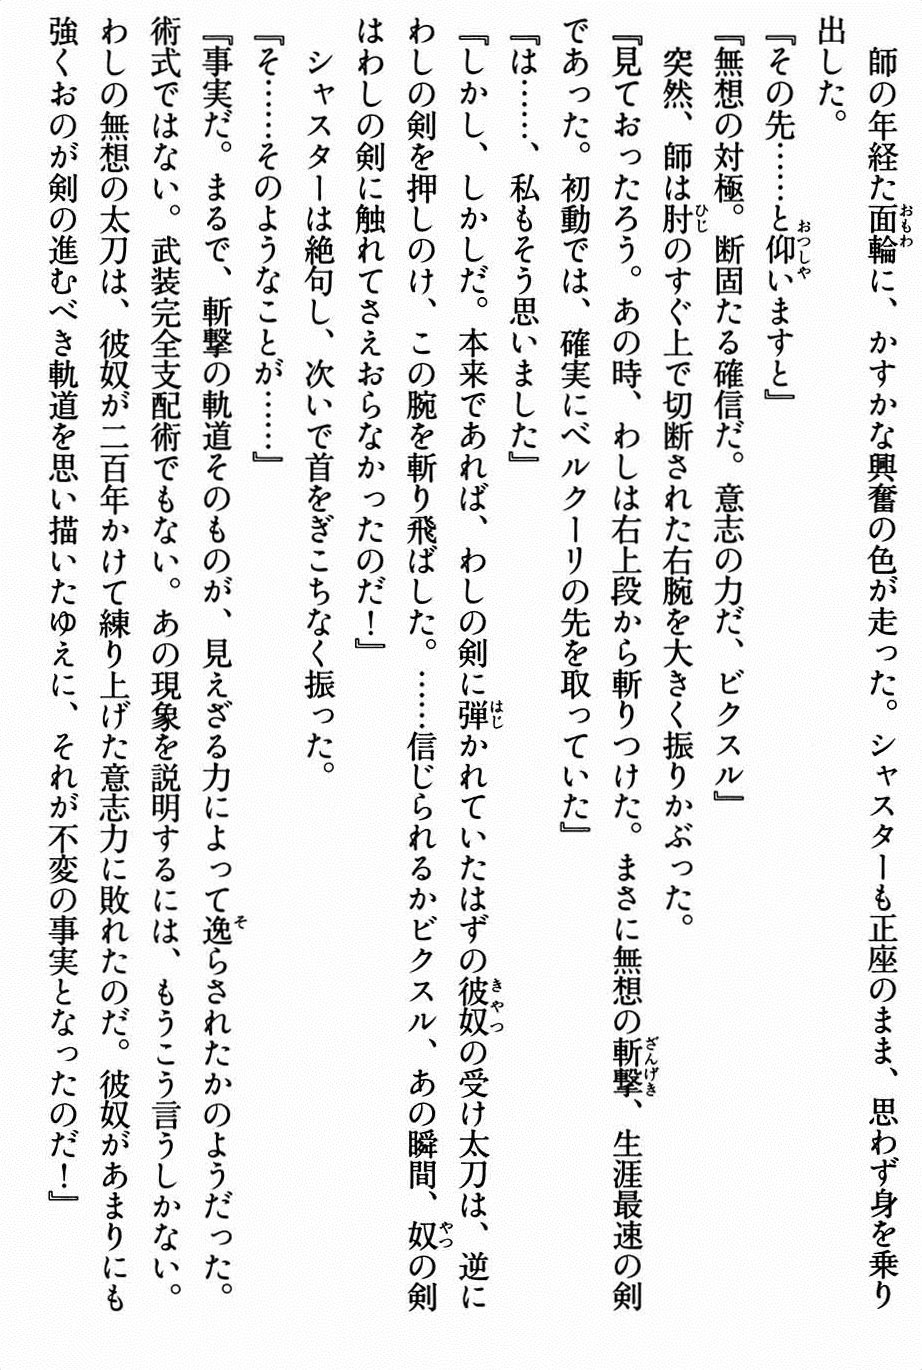 師の年経た面輪に、かすかな興奮の色が走った。シャスターも正座のまま、思わず身を乗り
出した。
『その先……と仰いますと』
『無想の対極。断固たる確信だ。意志の力だ、ビクスル』
突然、師は肘のすぐ上で切断された右腕を大きく振りかぶった。
『見ておったろう。あの時、わしは右上段から斬りつけた。まさに無想の斬撃、生涯最速の剣
であった。初動では、確実にベルクーリの先を取っていた』
『は……、私もそう思いました』
『しかし、しかしだ。本来であれば、わしの剣に弾かれていたはずの彼奴の受け太刀は、逆に
わしの剣を押しのけ、この腕を斬り飛ばした。……信じられるかビクスル、あの瞬間、奴の剣
はわしの剣に触れてさえおらなかったのだ！』
シャスターは絶句し、次いで首をぎこちなく振った。
『そ……そのようなことが……』
『事実だ。まるで、斬撃の軌道そのものが、見えざる力によって逸らされたかのようだった。
術式ではない。武装完全支配術でもない。あの現象を説明するには、もうこう言うしかない。
わしの無想の太刀は、彼奴が二百年かけて練り上げた意志力に敗れたのだ。彼奴があまりにも
強くおのが剣の進むべき軌道を思い描いたゆえに、それが不変の事実となったのだ！』